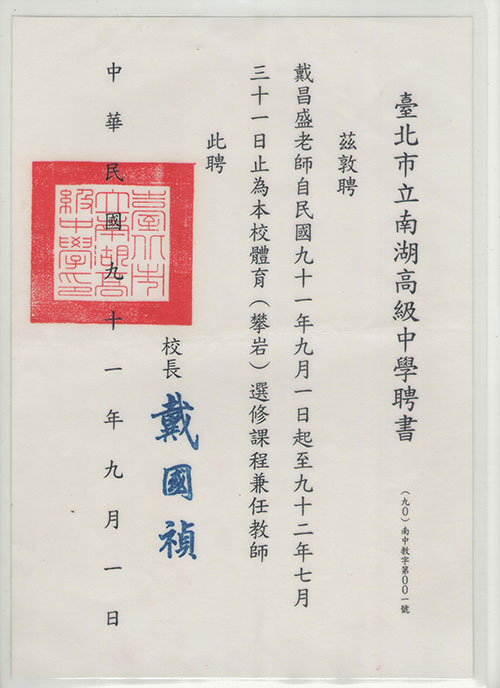 臺北市立南湖高級中學聘書
（九０）南中教字第００一號
茲敦聘
戴昌盛老師自民國九十一年九月一日起至九十二年七月
三十一日止為本校體育（攀岩）選修課程兼任教師
此聘
校長 戴國禎
臺北市
立南湖高
級中學印
中華民國九十一年九月一日